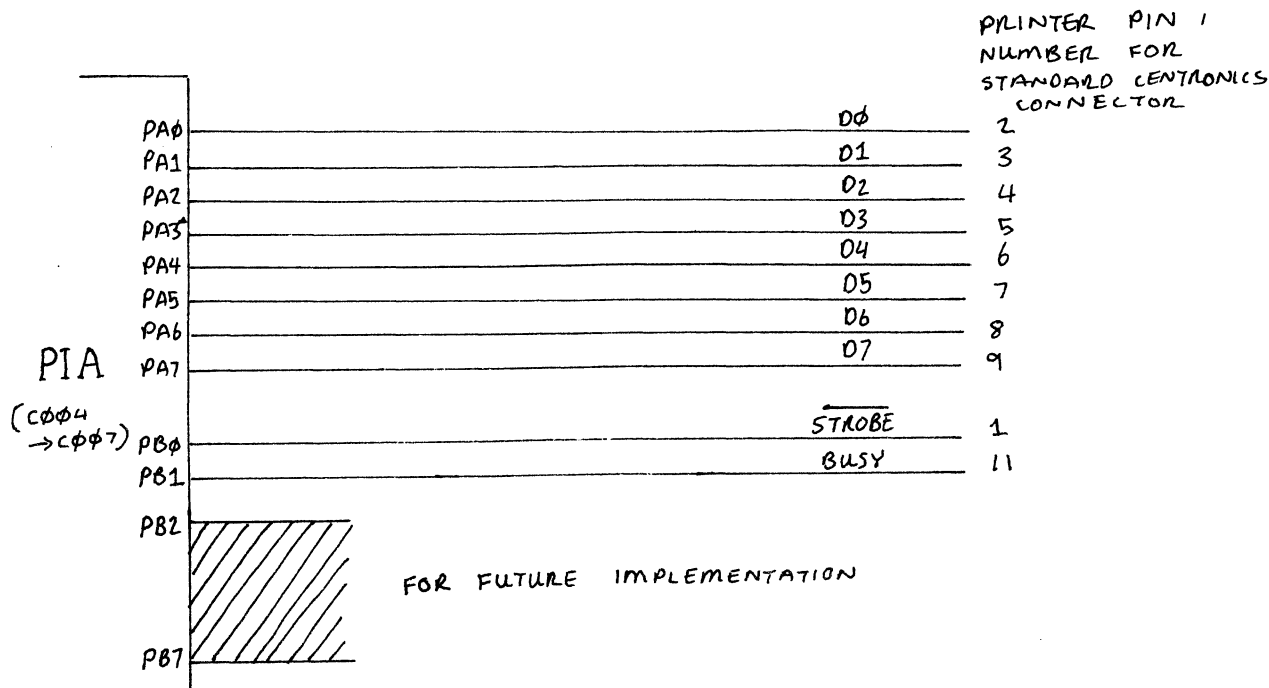 PRINTER PIN
NUMBER FOR
STANDARD CENTRONICS
CONNECTOR
PAØ DØ 2
PA1 D1 3
PA2 D2 4
PA3 D3 5
PA4 D4 6
PA5 D5 7
PA6 D6 8
PIA PA7 D7 9
(CØØ4
→CØØ7) PBØ STROBE 1
PB1 BUSY 11
PB2
FOR FUTURE IMPLEMENTATION
PB7